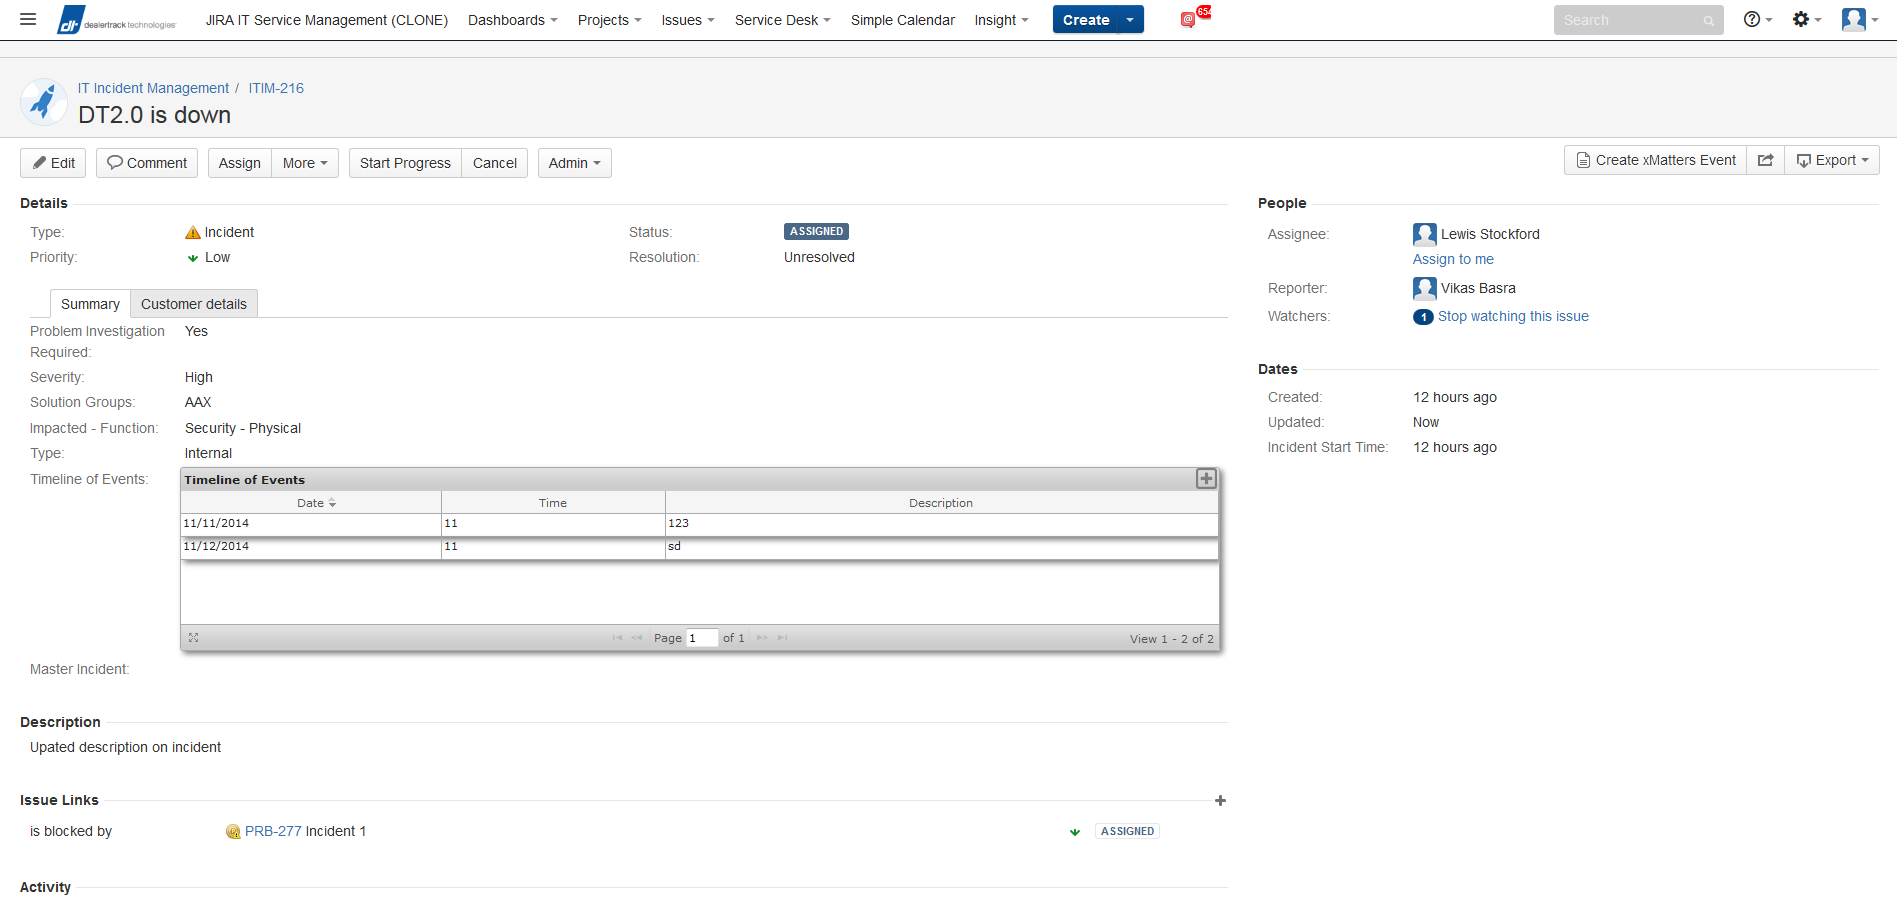 dt. dealertrack technologies JIRA IT Service Management (CLONE) Dashboards Projects Issues Service Desk Simple Calendar Insight Create @ 654 Search
IT Incident Management / ITIM-216
DT2.0 is down
Edit Comment Assign More Start Progress Cancel Admin Create xMatters Event Export
Details
Type: Incident Status: ASSIGNED
Priority: Low Resolution: Unresolved
Summary Customer details
Problem Investigation Yes
Required:
Severity: High
Solution Groups: AAX
Impacted - Function: Security - Physical
Type: Internal
Timeline of Events:
Timeline of Events
Date Time Description
11/11/2014 11 123
11/12/2014 11 sd
Page 1 of 1 View 1 - 2 of 2
Master Incident:
Description
Upated description on incident
Issue Links
is blocked by PRB-277 Incident 1 ASSIGNED
Activity
People
Assignee: Lewis Stockford
Assign to me
Reporter: Vikas Basra
Watchers: 1 Stop watching this issue
Dates
Created: 12 hours ago
Updated: Now
Incident Start Time: 12 hours ago